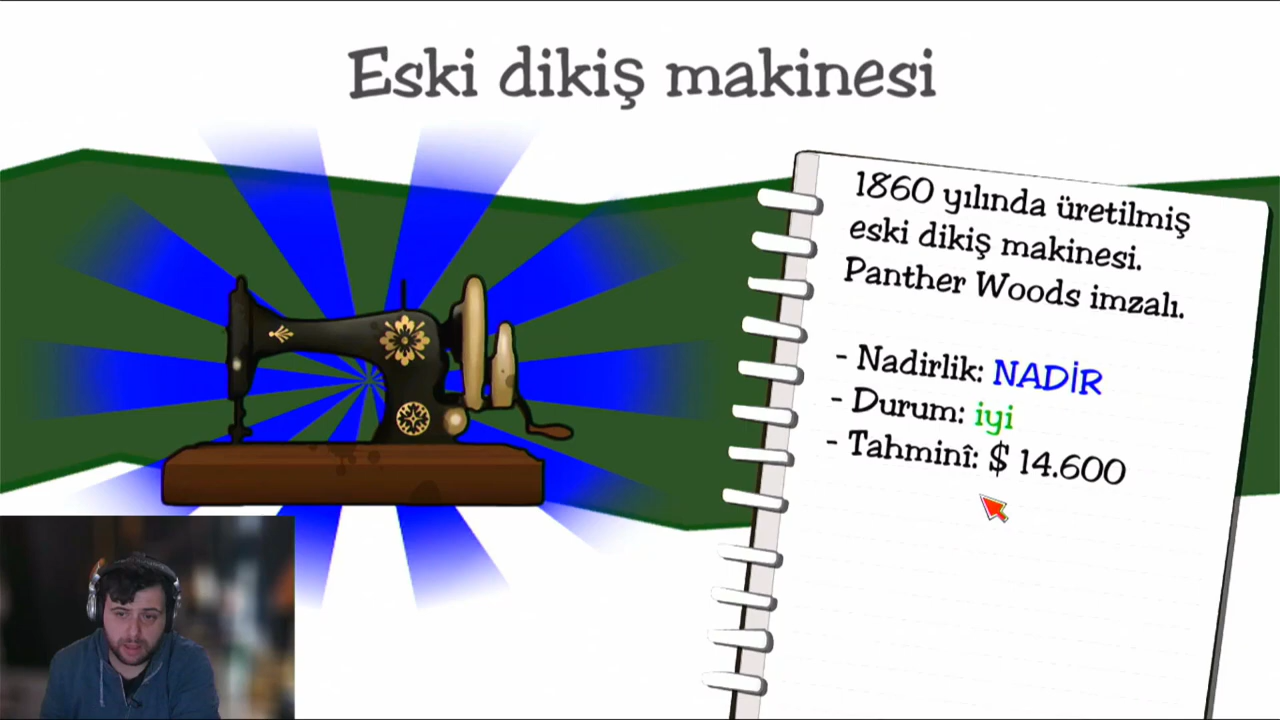 Eski dikiş makinesi
1860 yılında üretilmiş
eski dikiş makinesi.
Panther Woods imzalı.
- Nadirlik: NADİR
- Durum: iyi
- Tahminî: $ 14.600